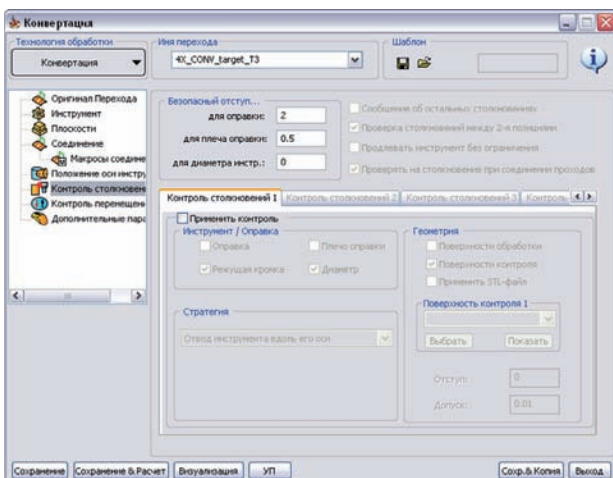 Конвертация
Технология обработки
Конвертация
Имя перехода
4X_CONV_target_T3
Шаблон
Оригинал Перехода
Инструмент
Плоскости
Соединение
Макросы соедине
Положение оси инстру
Контроль столкновен
Контроль перемещен
Дополнительные пара
Безопасный отступ...
для оправки: 2
для плеча оправки: 0.5
для диаметра инстр.: 0
Сообщение об остальных столкновениях
Проверка столкновений между 2-я позициями
Продлевать инструмент без ограничения
Проверять на столкновение при соединении проходов
Контроль столкновений 1 Контроль столкновений 2 Контроль столкновений 3 Контроль
Применить контроль
Инструмент / Оправка
Оправка Плечо оправки
Режущая кромка Диаметр
Стратегия
Отвод инструмента вдоль его оси
Геометрия
Поверхности обработки
Поверхности контроля
Применить STL-файл
Поверхность контроля 1
Выбрать Показать
Отступ: 0
Допуск: 0.01
Сохранение Сохранение & Расчет Визуализация УП Сохр.& Копия Выход